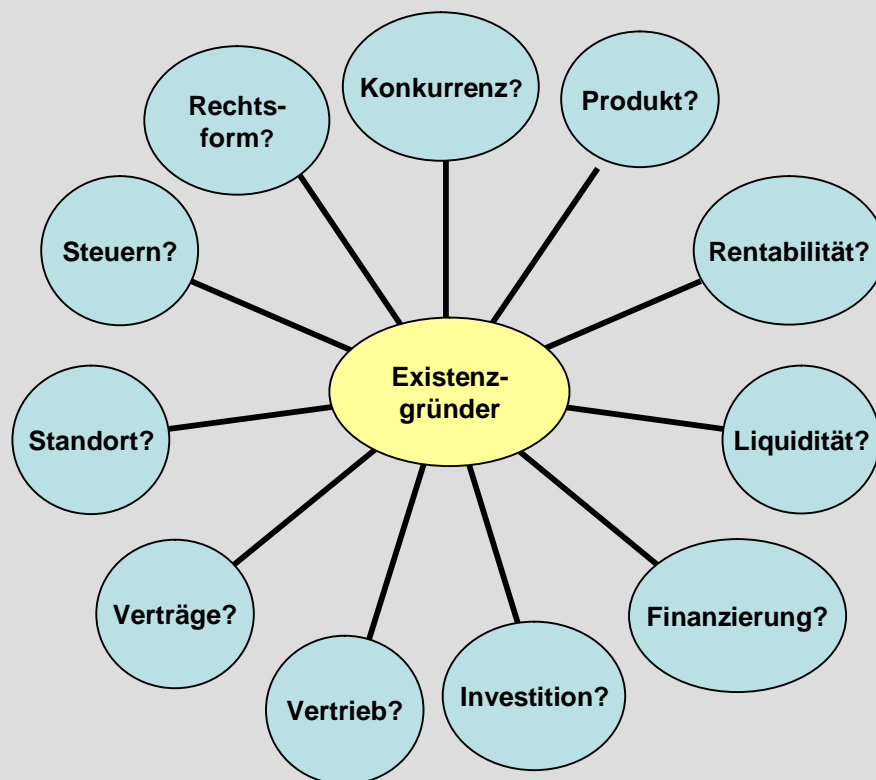 Konkurrenz?
Produkt?
Rechts-
form?
Steuern?
Rentabilität?
Existenz-
gründer
Standort?
Liquidität?
Verträge?
Finanzierung?
Vertrieb?
Investition?